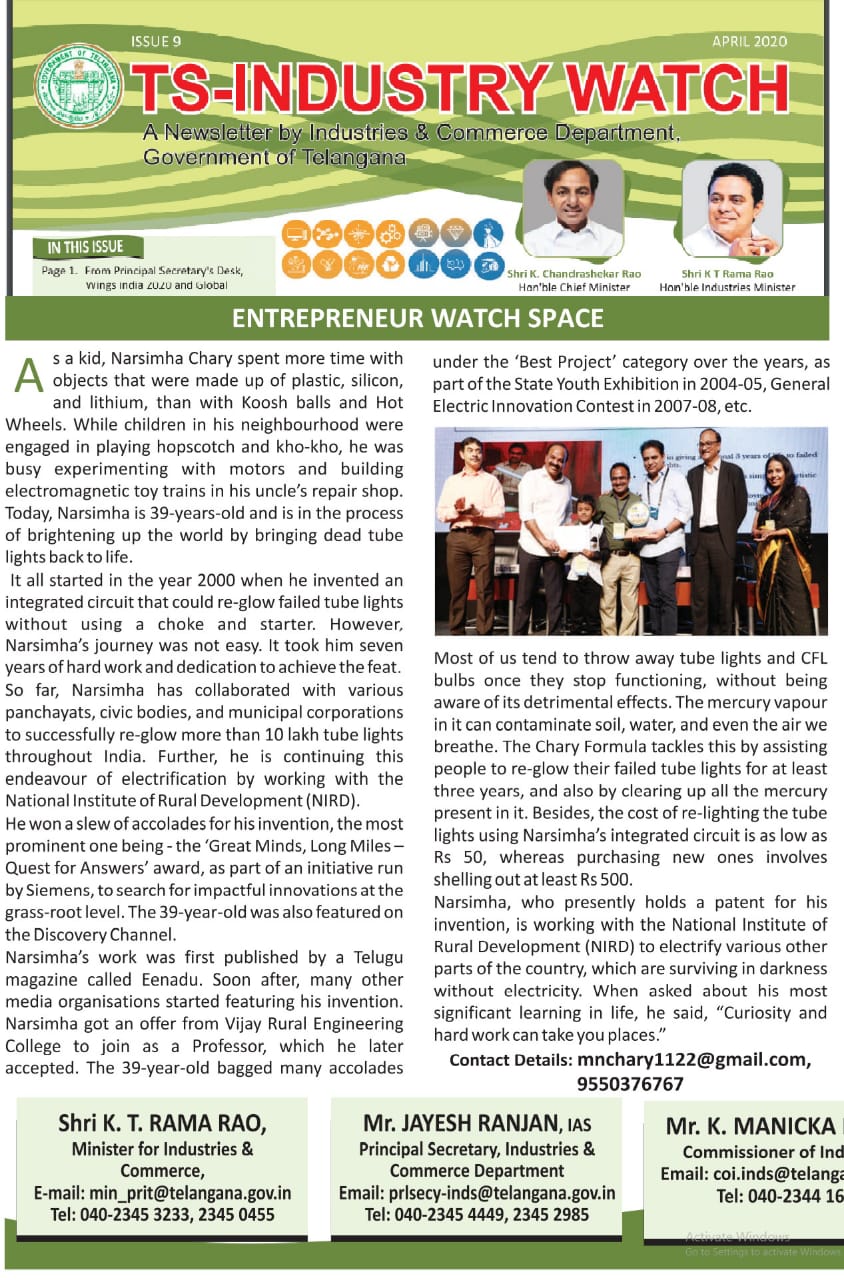 ISSUE 9
APRIL 2020
TS-INDUSTRY WATCH
A Newsletter by Industries & Commerce Department,
Government of Telangana
GOVERNMENT OF TELANGANA
IN THIS ISSUE
Page 1. From Principal Secretary's Desk,
Wings India 2020 and Global
Shri K. Chandrashekar Rao
Hon'ble Chief Minister
Shri K T Rama Rao
Hon'ble Industries Minister
ENTREPRENEUR WATCH SPACE
As a kid, Narsimha Chary spent more time with
objects that were made up of plastic, silicon,
and lithium, than with Koosh balls and Hot
Wheels. While children in his neighbourhood were
engaged in playing hopscotch and kho-kho, he was
busy experimenting with motors and building
electromagnetic toy trains in his uncle's repair shop.
Today, Narsimha is 39-years-old and is in the process
of brightening up the world by bringing dead tube
lights back to life.
It all started in the year 2000 when he invented an
integrated circuit that could re-glow failed tube lights
without using a choke and starter. However,
Narsimha's journey was not easy. It took him seven
years of hard work and dedication to achieve the feat.
So far, Narsimha has collaborated with various
panchayats, civic bodies, and municipal corporations
to successfully re-glow more than 10 lakh tube lights
throughout India. Further, he is continuing this
endeavour of electrification by working with the
National Institute of Rural Development (NIRD).
He won a slew of accolades for his invention, the most
prominent one being - the 'Great Minds, Long Miles –
Quest for Answers' award, as part of an initiative run
by Siemens, to search for impactful innovations at the
grass-root level. The 39-year-old was also featured on
the Discovery Channel.
Narsimha's work was first published by a Telugu
magazine called Eenadu. Soon after, many other
media organisations started featuring his invention.
Narsimha got an offer from Vijay Rural Engineering
College to join as a Professor, which he later
accepted. The 39-year-old bagged many accolades
under the 'Best Project' category over the years, as
part of the State Youth Exhibition in 2004-05, General
Electric Innovation Contest in 2007-08, etc.
Most of us tend to throw away tube lights and CFL
bulbs once they stop functioning, without being
aware of its detrimental effects. The mercury vapour
in it can contaminate soil, water, and even the air we
breathe. The Chary Formula tackles this by assisting
people to re-glow their failed tube lights for at least
three years, and also by clearing up all the mercury
present in it. Besides, the cost of re-lighting the tube
lights using Narsimha's integrated circuit is as low as
Rs 50, whereas purchasing new ones involves
shelling out at least Rs 500.
Narsimha, who presently holds a patent for his
invention, is working with the National Institute of
Rural Development (NIRD) to electrify various other
parts of the country, which are surviving in darkness
without electricity. When asked about his most
significant learning in life, he said, "Curiosity and
hard work can take you places."
Contact Details: mnchary1122@gmail.com,
9550376767
Shri K. T. RAMA RAO,
Minister for Industries &
Commerce,
E-mail: min_prit@telangana.gov.in
Tel: 040-2345 3233, 2345 0455
Mr. JAYESH RANJAN, IAS
Principal Secretary, Industries &
Commerce Department
Email: prlsecy-inds@telangana.gov.in
Tel: 040-2345 4449, 2345 2985
Mr. K. MANICKA
Commissioner of Ind
Email: coi.inds@telanga
Tel: 040-2344 16
Activate Windows
Go to Settings to activate Windows